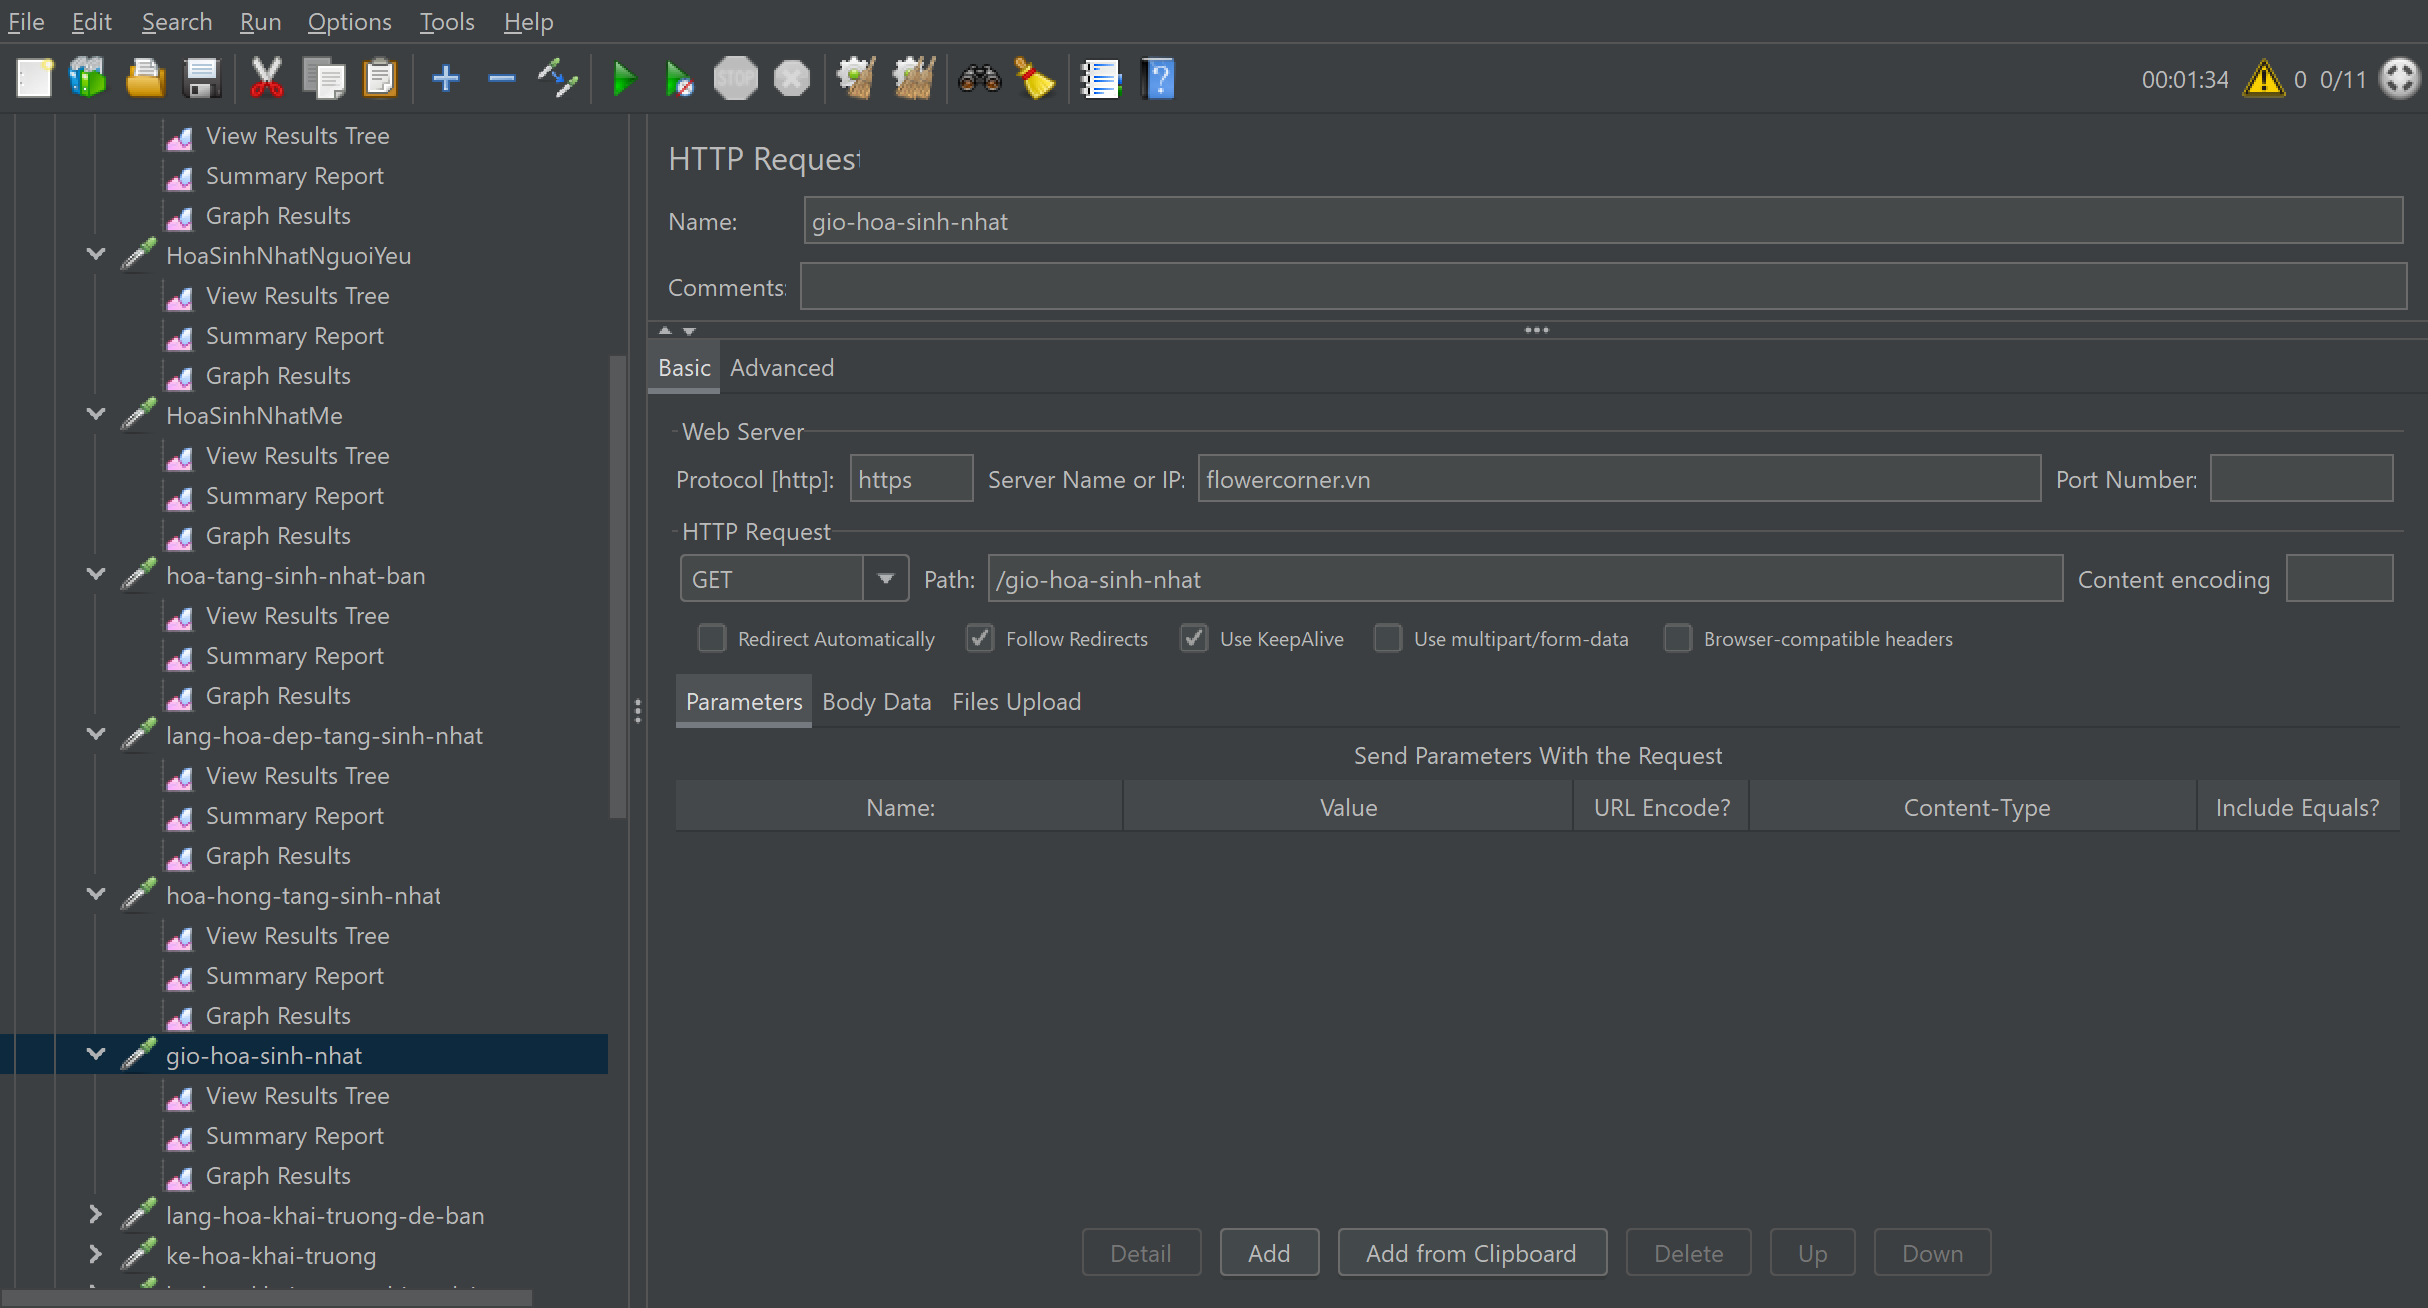 File Edit Search Run Options Tools Help
STOP
00:01:34 0 0/11
View Results Tree
Summary Report
Graph Results
HoaSinhNhatNguoiYeu
View Results Tree
Summary Report
Graph Results
HoaSinhNhatMe
View Results Tree
Summary Report
Graph Results
hoa-tang-sinh-nhat-ban
View Results Tree
Summary Report
Graph Results
lang-hoa-dep-tang-sinh-nhat
View Results Tree
Summary Report
Graph Results
hoa-hong-tang-sinh-nhat
View Results Tree
Summary Report
Graph Results
gio-hoa-sinh-nhat
View Results Tree
Summary Report
Graph Results
lang-hoa-khai-truong-de-ban
ke-hoa-khai-truong
HTTP Request
Name: gio-hoa-sinh-nhat
Comments:
Basic Advanced
Web Server
Protocol [http]: https Server Name or IP: flowercorner.vn Port Number:
HTTP Request
GET Path: /gio-hoa-sinh-nhat Content encoding
Redirect Automatically Follow Redirects Use KeepAlive Use multipart/form-data Browser-compatible headers
Parameters Body Data Files Upload
Send Parameters With the Request
Name: Value URL Encode? Content-Type Include Equals?
Detail Add Add from Clipboard Delete Up Down